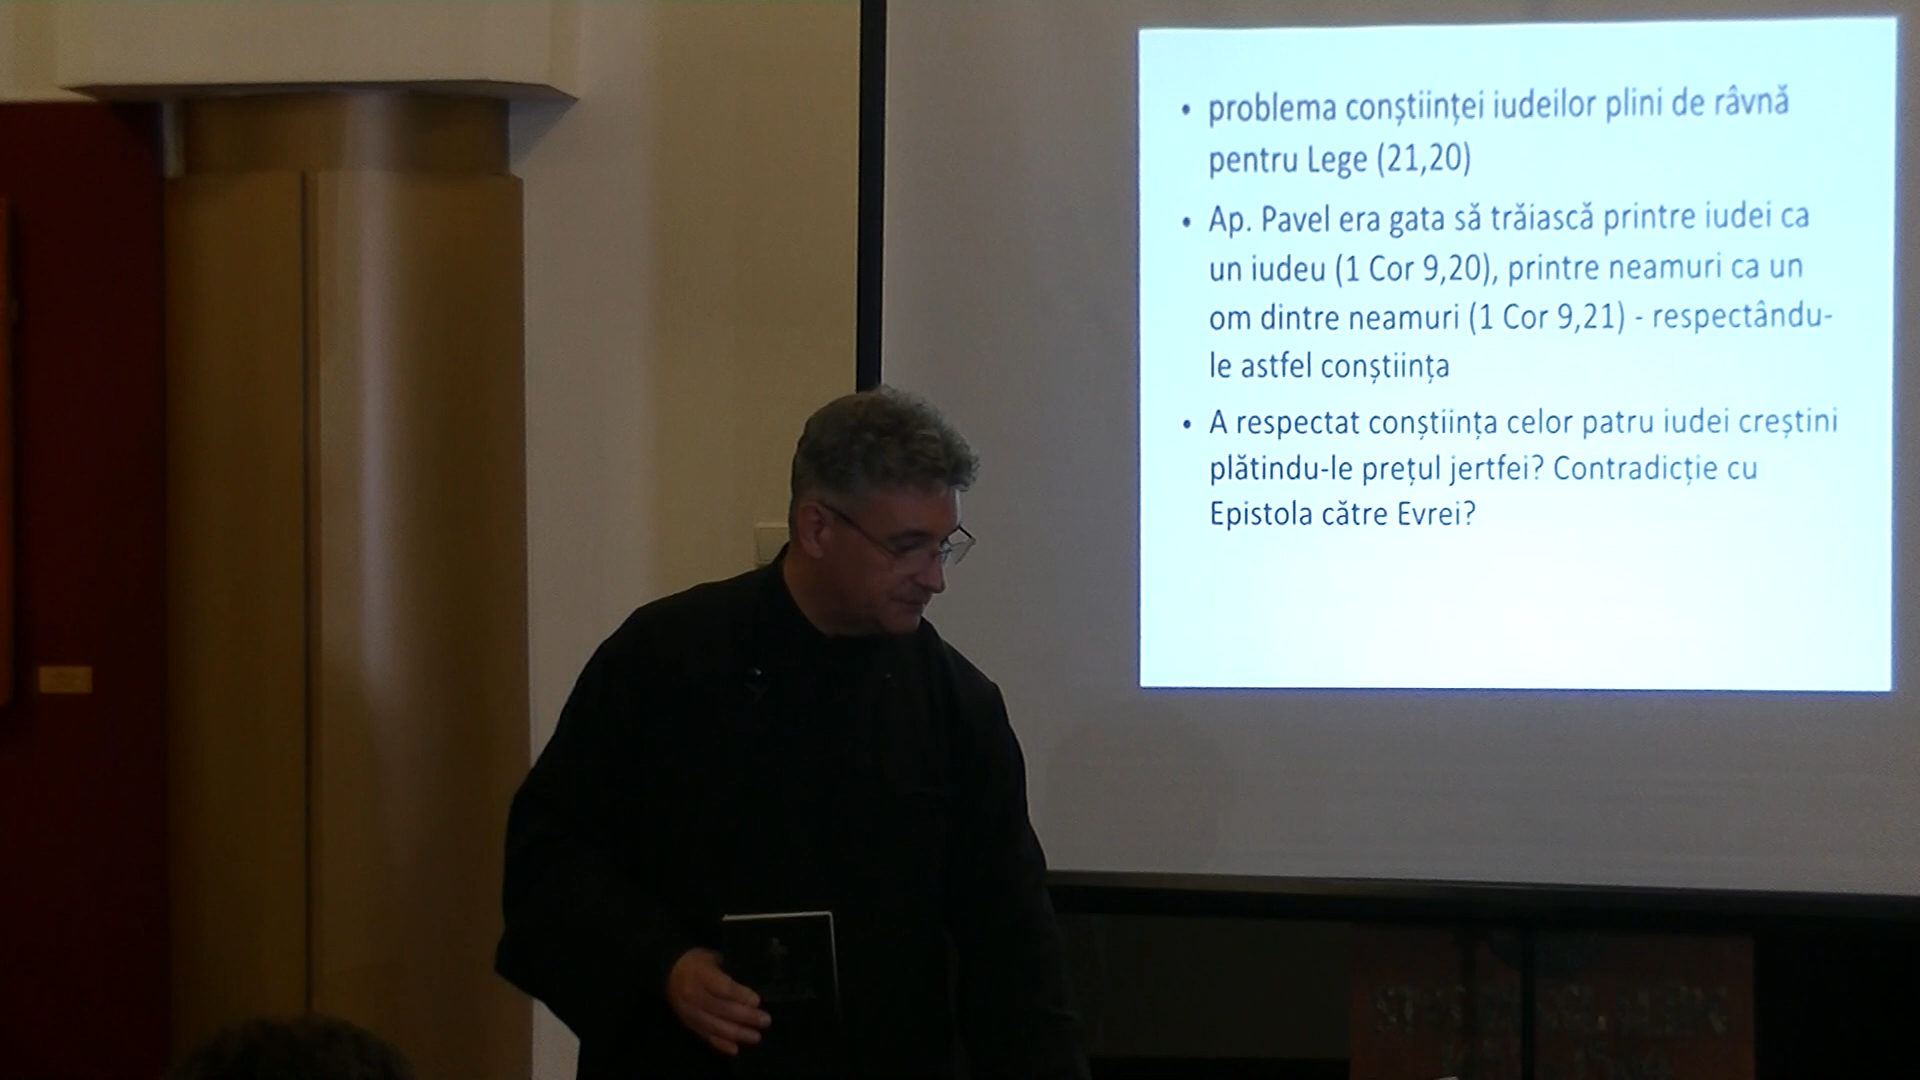 • problema conștiinței iudeilor plini de râvnă
pentru Lege (21,20)
• Ap. Pavel era gata să trăiască printre iudei ca
un iudeu (1 Cor 9,20), printre neamuri ca un
om dintre neamuri (1 Cor 9,21) - respectându-
le astfel conștiința
• A respectat conștiința celor patru iudei creștini
plătindu-le prețul jertfei? Contradicție cu
Epistola către Evrei?